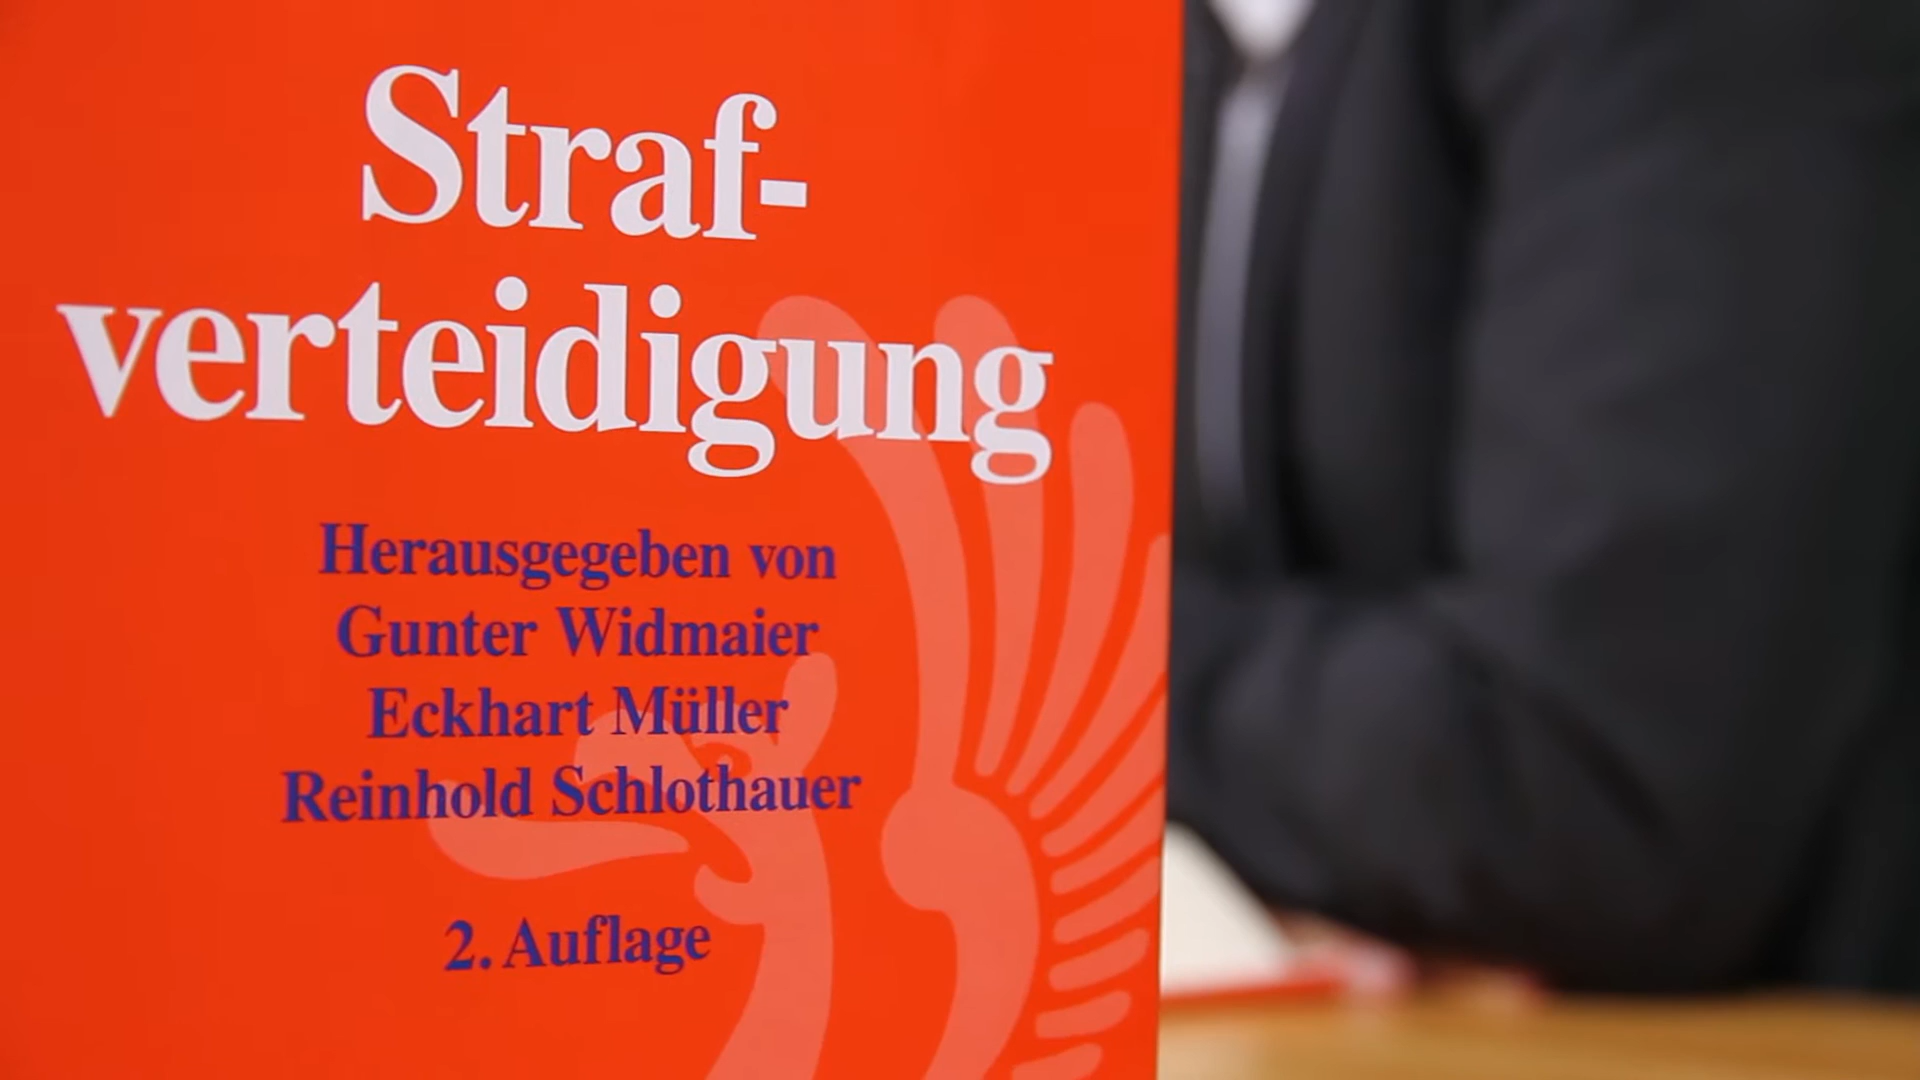 Straf-
verteidigung
Herausgegeben von
Gunter Widmaier
Eckhart Müller
Reinhold Schlothauer
2. Auflage